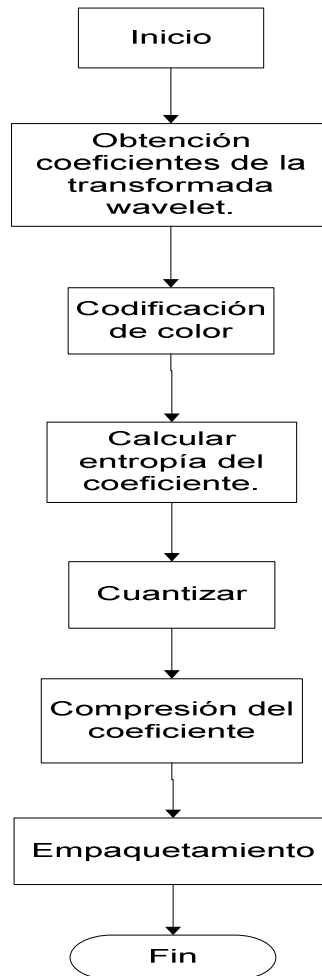 Inicio
Obtención
coeficientes de la
transformada
wavelet.
Codificación
de color
Calcular
entropía del
coeficiente.
Cuantizar
Compresión del
coeficiente
Empaquetamiento
Fin